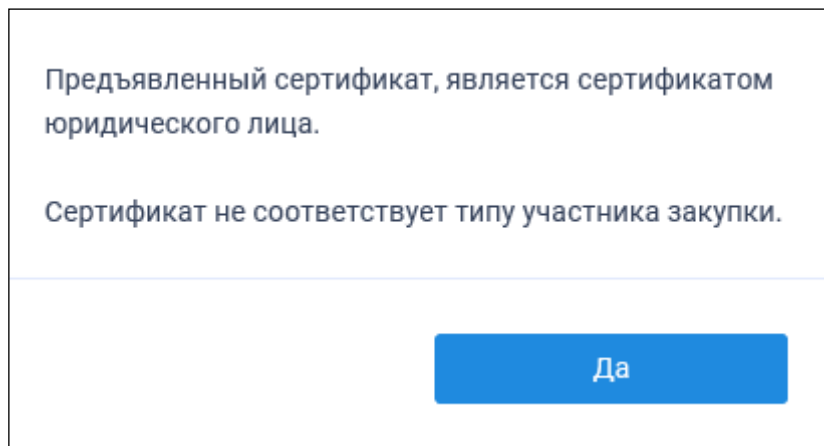 Предъявленный сертификат, является сертификатом
юридического лица.
Сертификат не соответствует типу участника закупки.
Да